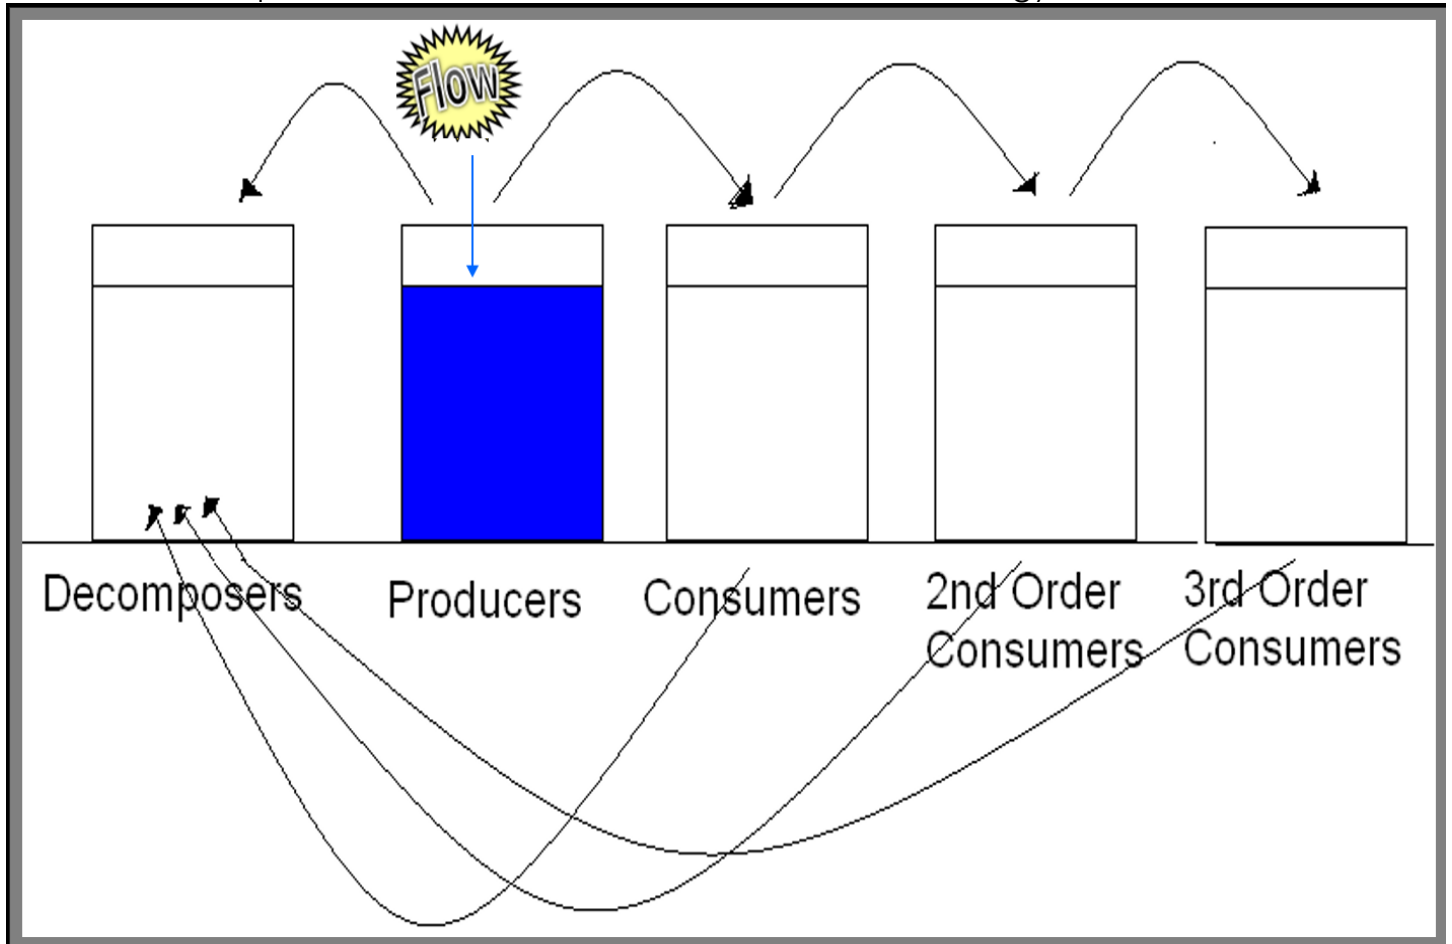 Flow
Decomposers
Producers
Consumers
2nd Order
Consumers
3rd Order
Consumers